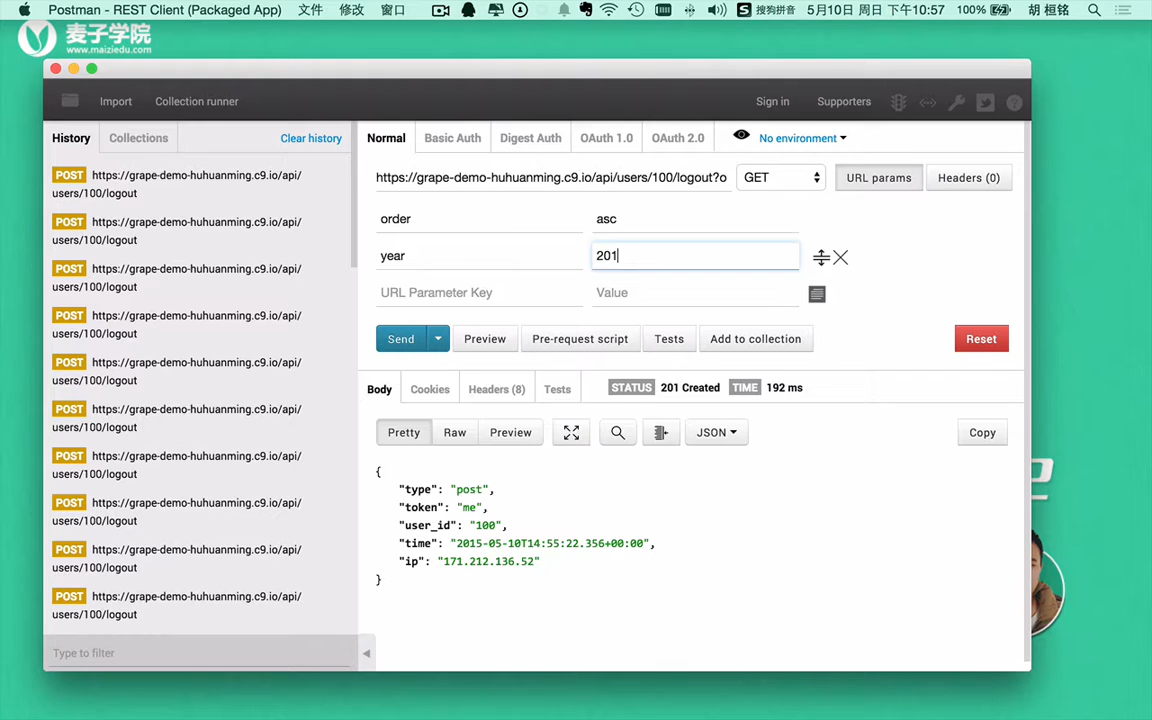 Postman - REST Client (Packaged App) 文件 修改 窗口 搜狗拼音 5月10日 周日 下午10:57 100% 胡 桓铭
麦子学院
www.maiziedu.com
Import Collection runner Sign in Supporters
History Collections Clear history
Normal Basic Auth Digest Auth OAuth 1.0 OAuth 2.0 No environment
https://grape-demo-huhuanming.c9.io/api/users/100/logout?o GET URL params Headers (0)
order asc
year 201
URL Parameter Key Value
Send Preview Pre-request script Tests Add to collection Reset
Body Cookies Headers (8) Tests STATUS 201 Created TIME 192 ms
Pretty Raw Preview JSON Copy
{
"type": "post",
"token": "me",
"user_id": "100",
"time": "2015-05-10T14:55:22.356+00:00",
"ip": "171.212.136.52"
}
POST https://grape-demo-huhuanming.c9.io/api/
users/100/logout
POST https://grape-demo-huhuanming.c9.io/api/
users/100/logout
POST https://grape-demo-huhuanming.c9.io/api/
users/100/logout
POST https://grape-demo-huhuanming.c9.io/api/
users/100/logout
POST https://grape-demo-huhuanming.c9.io/api/
users/100/logout
POST https://grape-demo-huhuanming.c9.io/api/
users/100/logout
POST https://grape-demo-huhuanming.c9.io/api/
users/100/logout
POST https://grape-demo-huhuanming.c9.io/api/
users/100/logout
POST https://grape-demo-huhuanming.c9.io/api/
users/100/logout
POST https://grape-demo-huhuanming.c9.io/api/
users/100/logout
Type to filter